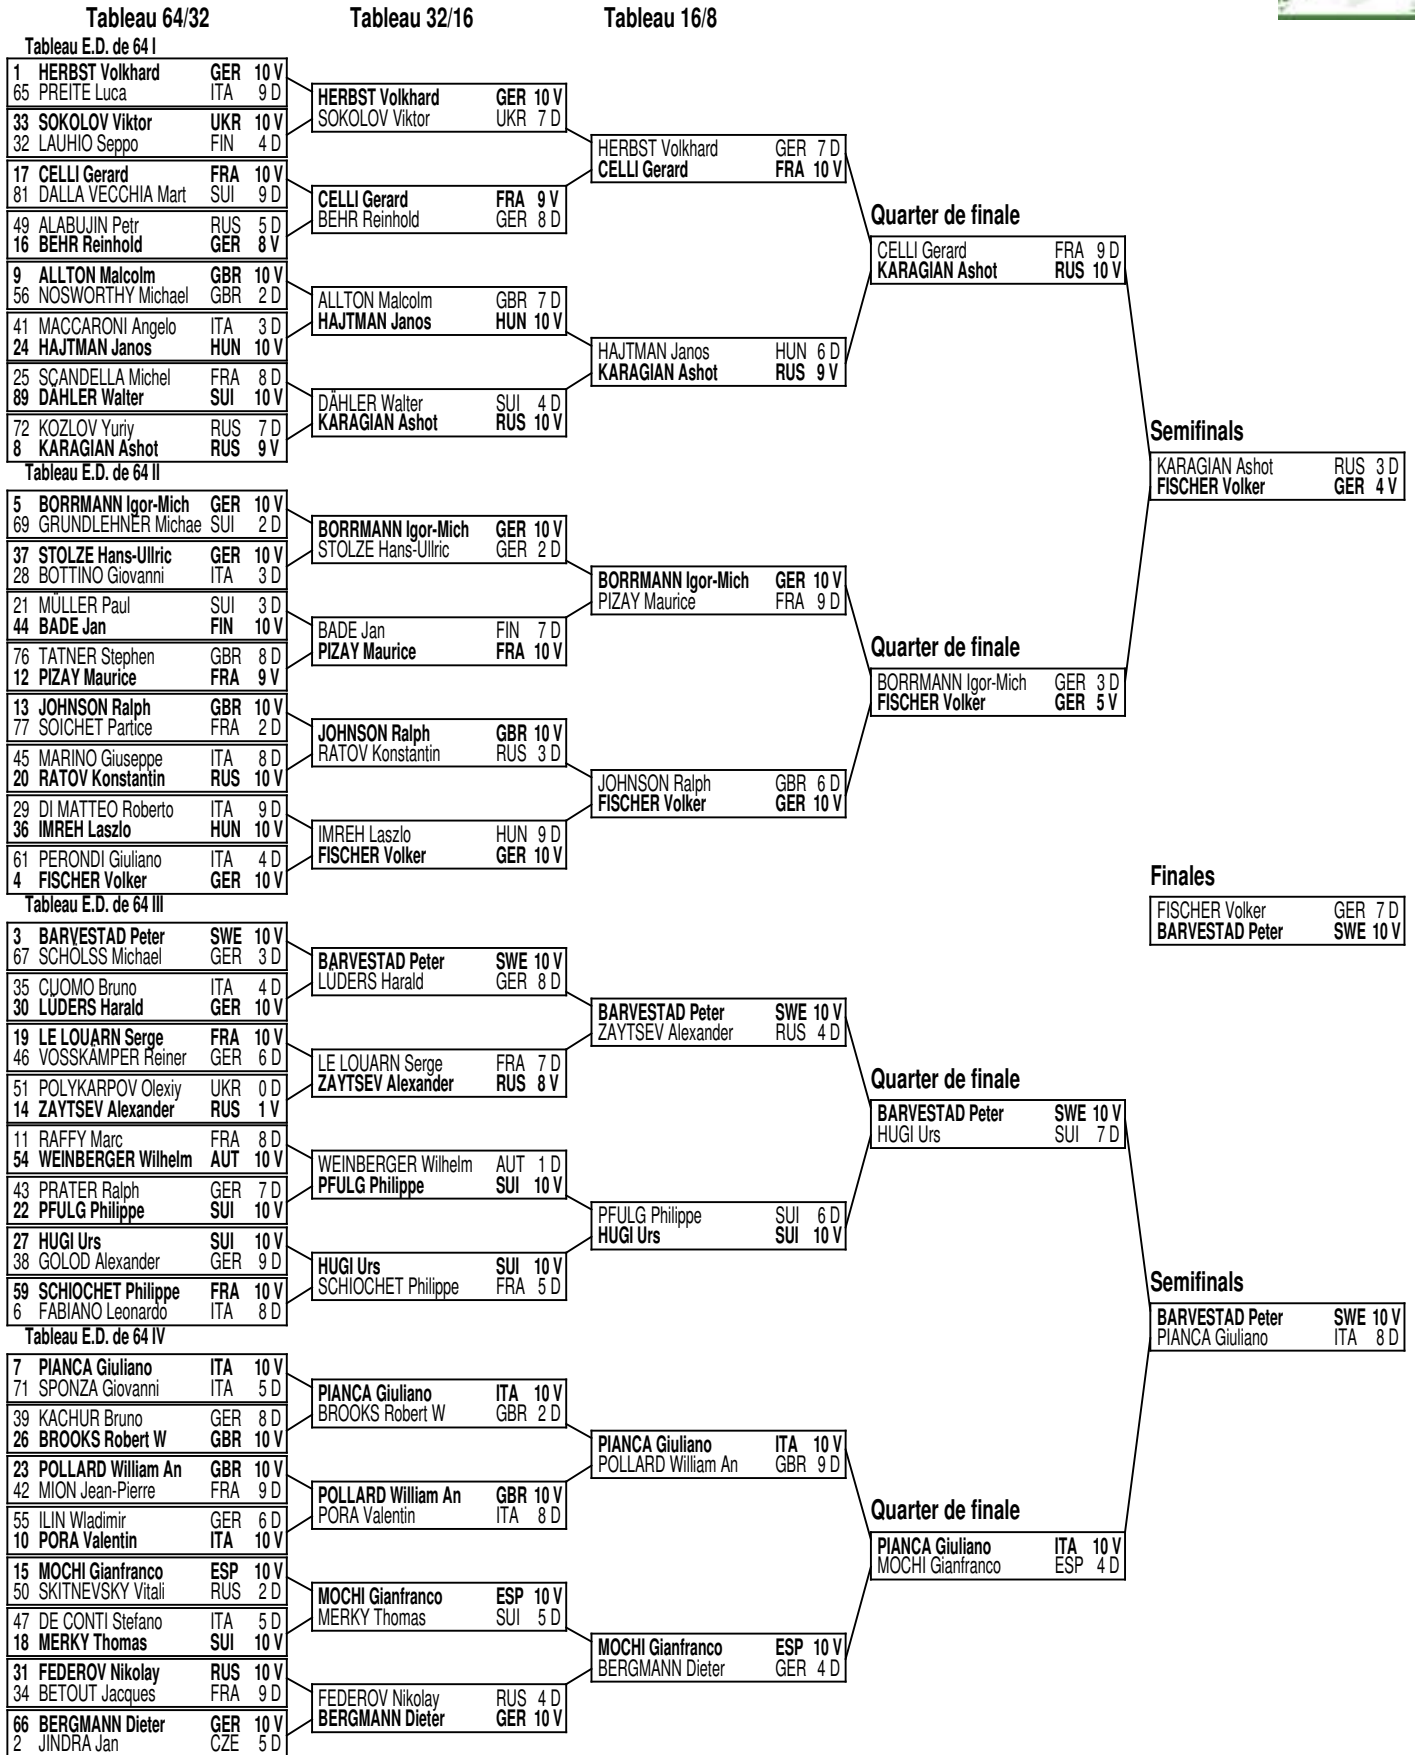 Tableau 64/32 Tableau 32/16 Tableau 16/8
Tableau E.D. de 64 I
1 HERBST Volkhard GER 10 V
65 PREITE Luca ITA 9 D
33 SOKOLOV Viktor UKR 10 V
32 LAUHIO Seppo FIN 4 D
17 CELLI Gerard FRA 10 V
81 DALLA VECCHIA Mart SUI 9 D
49 ALABUJIN Petr RUS 5 D
16 BEHR Reinhold GER 8 V
9 ALLTON Malcolm GBR 10 V
56 NOSWORTHY Michael GBR 2 D
41 MACCARONI Angelo ITA 3 D
24 HAJTMAN Janos HUN 10 V
25 SCANDELLA Michel FRA 8 D
89 DÄHLER Walter SUI 10 V
72 KOZLOV Yuriy RUS 7 D
8 KARAGIAN Ashot RUS 9 V
Tableau E.D. de 64 II
5 BORRMANN Igor-Mich GER 10 V
69 GRUNDLEHNER Michae SUI 2 D
37 STOLZE Hans-Ullric GER 10 V
28 BOTTINO Giovanni ITA 3 D
21 MÜLLER Paul SUI 3 D
44 BADE Jan FIN 10 V
76 TATNER Stephen GBR 8 D
12 PIZAY Maurice FRA 9 V
13 JOHNSON Ralph GBR 10 V
77 SOICHET Partice FRA 2 D
45 MARINO Giuseppe ITA 8 D
20 RATOV Konstantin RUS 10 V
29 DI MATTEO Roberto ITA 9 D
36 IMREH Laszlo HUN 10 V
61 PERONDI Giuliano ITA 4 D
4 FISCHER Volker GER 10 V
Tableau E.D. de 64 III
3 BARVESTAD Peter SWE 10 V
67 SCHÖLSS Michael GER 3 D
35 CUOMO Bruno ITA 4 D
30 LÜDERS Harald GER 10 V
19 LE LOUARN Serge FRA 10 V
46 VOSSKÄMPER Reiner GER 6 D
51 POLYKARPOV Olexiy UKR 0 D
14 ZAYTSEV Alexander RUS 1 V
11 RAFFY Marc FRA 8 D
54 WEINBERGER Wilhelm AUT 10 V
43 PRATER Ralph GER 7 D
22 PFULG Philippe SUI 10 V
27 HUGI Urs SUI 10 V
38 GOLOD Alexander GER 9 D
59 SCHIOCHET Philippe FRA 10 V
6 FABIANO Leonardo ITA 8 D
Tableau E.D. de 64 IV
7 PIANCA Giuliano ITA 10 V
71 SPONZA Giovanni ITA 5 D
39 KACHUR Bruno GER 8 D
26 BROOKS Robert W GBR 10 V
23 POLLARD William An GBR 10 V
42 MION Jean-Pierre FRA 9 D
55 ILIN Wladimir GER 6 D
10 PORA Valentin ITA 10 V
15 MOCHI Gianfranco ESP 10 V
50 SKITNEVSKY Vitali RUS 2 D
47 DE CONTI Stefano ITA 5 D
18 MERKY Thomas SUI 10 V
31 FEDEROV Nikolay RUS 10 V
34 BETOUT Jacques FRA 9 D
66 BERGMANN Dieter GER 10 V
2 JINDRA Jan CZE 5 D
HERBST Volkhard GER 10 V
SOKOLOV Viktor UKR 7 D
CELLI Gerard FRA 9 V
BEHR Reinhold GER 8 D
ALLTON Malcolm GBR 7 D
HAJTMAN Janos HUN 10 V
DÄHLER Walter SUI 4 D
KARAGIAN Ashot RUS 10 V
BORRMANN Igor-Mich GER 10 V
STOLZE Hans-Ullric GER 2 D
BADE Jan FIN 7 D
PIZAY Maurice FRA 10 V
JOHNSON Ralph GBR 10 V
RATOV Konstantin RUS 3 D
IMREH Laszlo HUN 9 D
FISCHER Volker GER 10 V
BARVESTAD Peter SWE 10 V
LÜDERS Harald GER 8 D
LE LOUARN Serge FRA 7 D
ZAYTSEV Alexander RUS 8 V
WEINBERGER Wilhelm AUT 1 D
PFULG Philippe SUI 10 V
HUGI Urs SUI 10 V
SCHIOCHET Philippe FRA 5 D
PIANCA Giuliano ITA 10 V
BROOKS Robert W GBR 2 D
POLLARD William An GBR 10 V
PORA Valentin ITA 8 D
MOCHI Gianfranco ESP 10 V
MERKY Thomas SUI 5 D
FEDEROV Nikolay RUS 4 D
BERGMANN Dieter GER 10 V
HERBST Volkhard GER 7 D
CELLI Gerard FRA 10 V
HAJTMAN Janos HUN 6 D
KARAGIAN Ashot RUS 9 V
BORRMANN Igor-Mich GER 10 V
PIZAY Maurice FRA 9 D
JOHNSON Ralph GBR 6 D
FISCHER Volker GER 10 V
BARVESTAD Peter SWE 10 V
ZAYTSEV Alexander RUS 4 D
PFULG Philippe SUI 6 D
HUGI Urs SUI 10 V
PIANCA Giuliano ITA 10 V
POLLARD William An GBR 9 D
MOCHI Gianfranco ESP 10 V
BERGMANN Dieter GER 4 D
Quarter de finale
CELLI Gerard FRA 9 D
KARAGIAN Ashot RUS 10 V
Quarter de finale
BORRMANN Igor-Mich GER 3 D
FISCHER Volker GER 5 V
Quarter de finale
BARVESTAD Peter SWE 10 V
HUGI Urs SUI 7 D
Quarter de finale
PIANCA Giuliano ITA 10 V
MOCHI Gianfranco ESP 4 D
Semifinals
KARAGIAN Ashot RUS 3 D
FISCHER Volker GER 4 V
Finales
FISCHER Volker GER 7 D
BARVESTAD Peter SWE 10 V
Semifinals
BARVESTAD Peter SWE 10 V
PIANCA Giuliano ITA 8 D